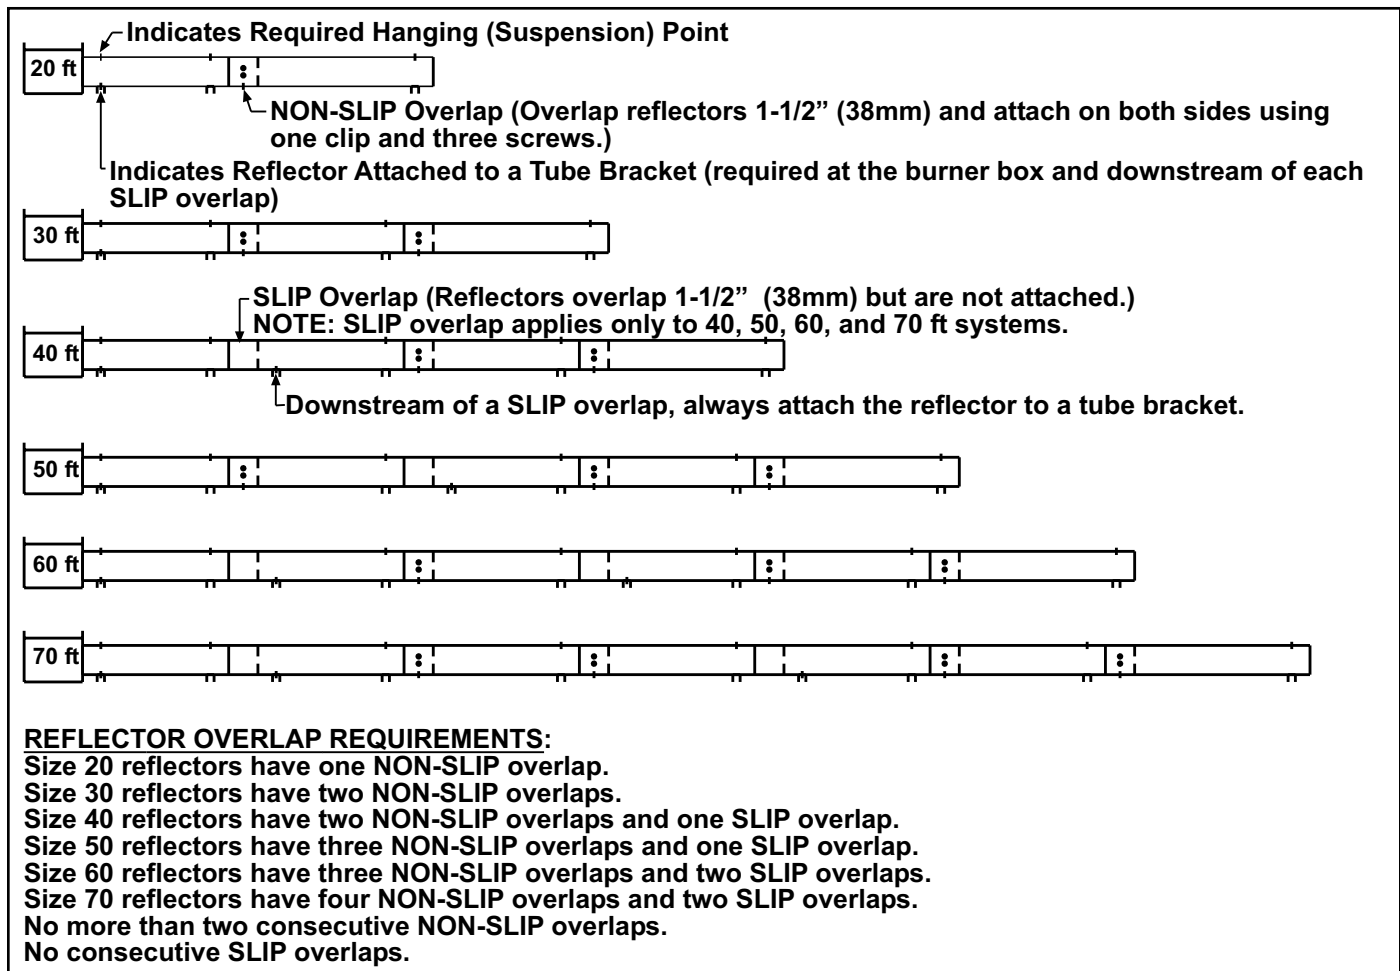 Indicates Required Hanging (Suspension) Point
20 ft
NON-SLIP Overlap (Overlap reflectors 1-1/2” (38mm) and attach on both sides using
one clip and three screws.)
Indicates Reflector Attached to a Tube Bracket (required at the burner box and downstream of each
SLIP overlap)
30 ft
SLIP Overlap (Reflectors overlap 1-1/2” (38mm) but are not attached.)
NOTE: SLIP overlap applies only to 40, 50, 60, and 70 ft systems.
40 ft
Downstream of a SLIP overlap, always attach the reflector to a tube bracket.
50 ft
60 ft
70 ft
REFLECTOR OVERLAP REQUIREMENTS:
Size 20 reflectors have one NON-SLIP overlap.
Size 30 reflectors have two NON-SLIP overlaps.
Size 40 reflectors have two NON-SLIP overlaps and one SLIP overlap.
Size 50 reflectors have three NON-SLIP overlaps and one SLIP overlap.
Size 60 reflectors have three NON-SLIP overlaps and two SLIP overlaps.
Size 70 reflectors have four NON-SLIP overlaps and two SLIP overlaps.
No more than two consecutive NON-SLIP overlaps.
No consecutive SLIP overlaps.